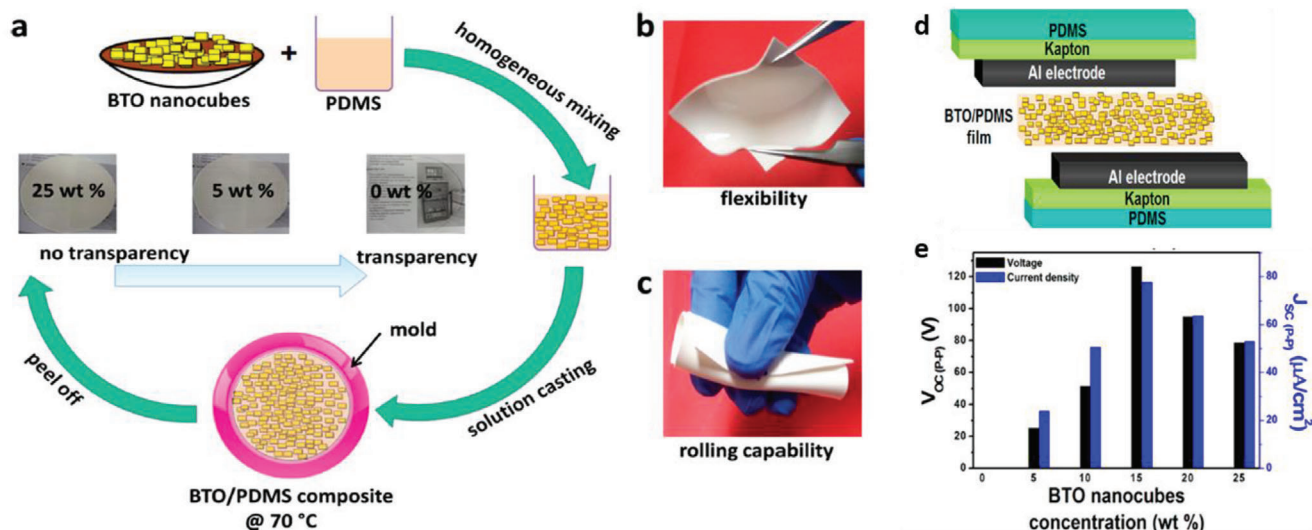 a
BTO nanocubes
+
PDMS
homogeneous mixing
25 wt %
5 wt %
0 wt %
no transparency
transparency
mold
peel off
solution casting
BTO/PDMS composite
@ 70 °C
b
flexibility
c
rolling capability
d
PDMS
Kapton
Al electrode
BTO/PDMS
film
Al electrode
Kapton
PDMS
e
Voltage
Current density
V_OC (P-P) (V)
120
100
80
60
40
20
0
J_SC (P-P) (μA/cm²)
80
60
40
20
0
0 5 10 15 20 25
BTO nanocubes
concentration (wt %)